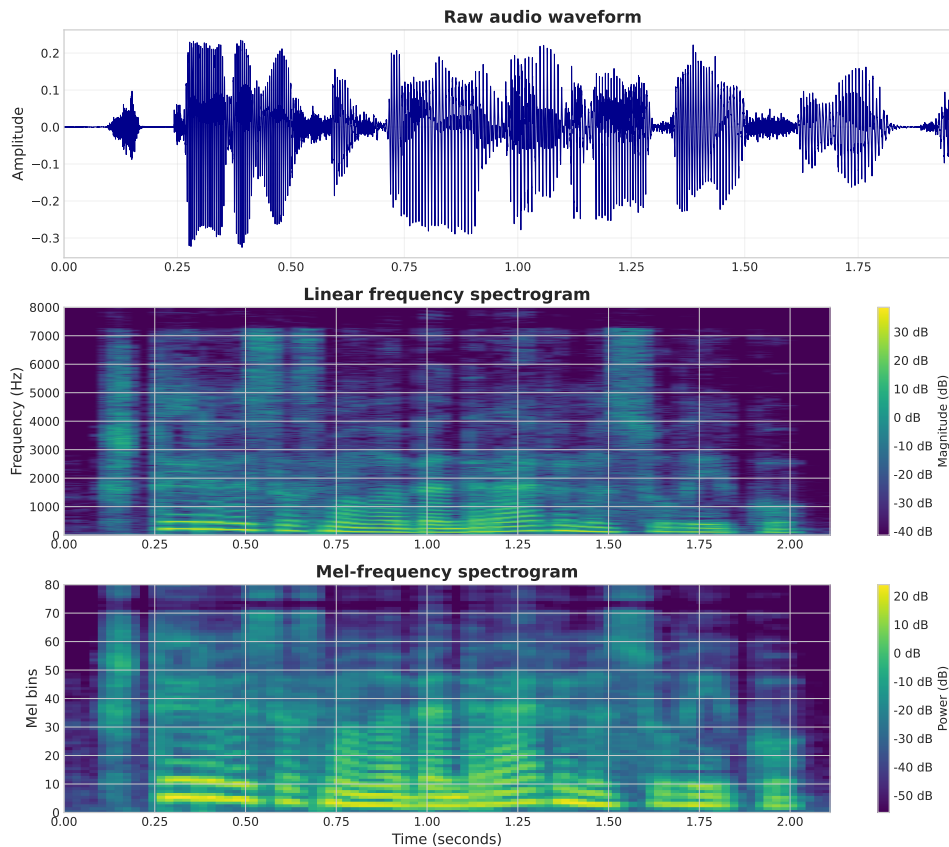 Raw audio waveform
Amplitude
0.2
0.1
0.0
−0.1
−0.2
−0.3
0.00 0.25 0.50 0.75 1.00 1.25 1.50 1.75
Linear frequency spectrogram
Frequency (Hz)
8000
7000
6000
5000
4000
3000
2000
1000
0
0.00 0.25 0.50 0.75 1.00 1.25 1.50 1.75 2.00
30 dB
20 dB
10 dB
0 dB
-10 dB
-20 dB
-30 dB
-40 dB
Magnitude (dB)
Mel-frequency spectrogram
Mel bins
80
70
60
50
40
30
20
10
0
0.00 0.25 0.50 0.75 1.00 1.25 1.50 1.75 2.00
Time (seconds)
20 dB
10 dB
0 dB
-10 dB
-20 dB
-30 dB
-40 dB
-50 dB
Power (dB)